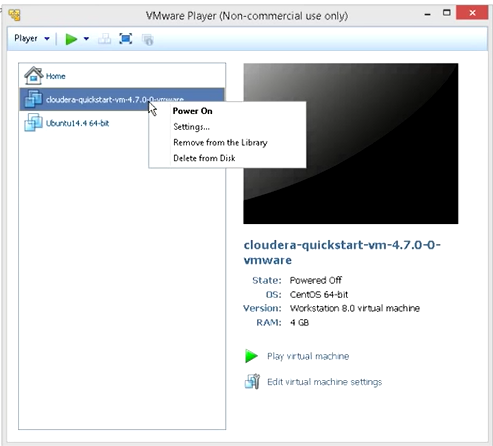 VMware Player (Non-commercial use only)
Player
Home
cloudera-quickstart-vm-4.7.0-0-vmware
Ubuntu14.4 64-bit
Power On
Settings...
Remove from the Library
Delete from Disk
cloudera-quickstart-vm-4.7.0-0-
vmware
State: Powered Off
OS: CentOS 64-bit
Version: Workstation 8.0 virtual machine
RAM: 4 GB
Play virtual machine
Edit virtual machine settings